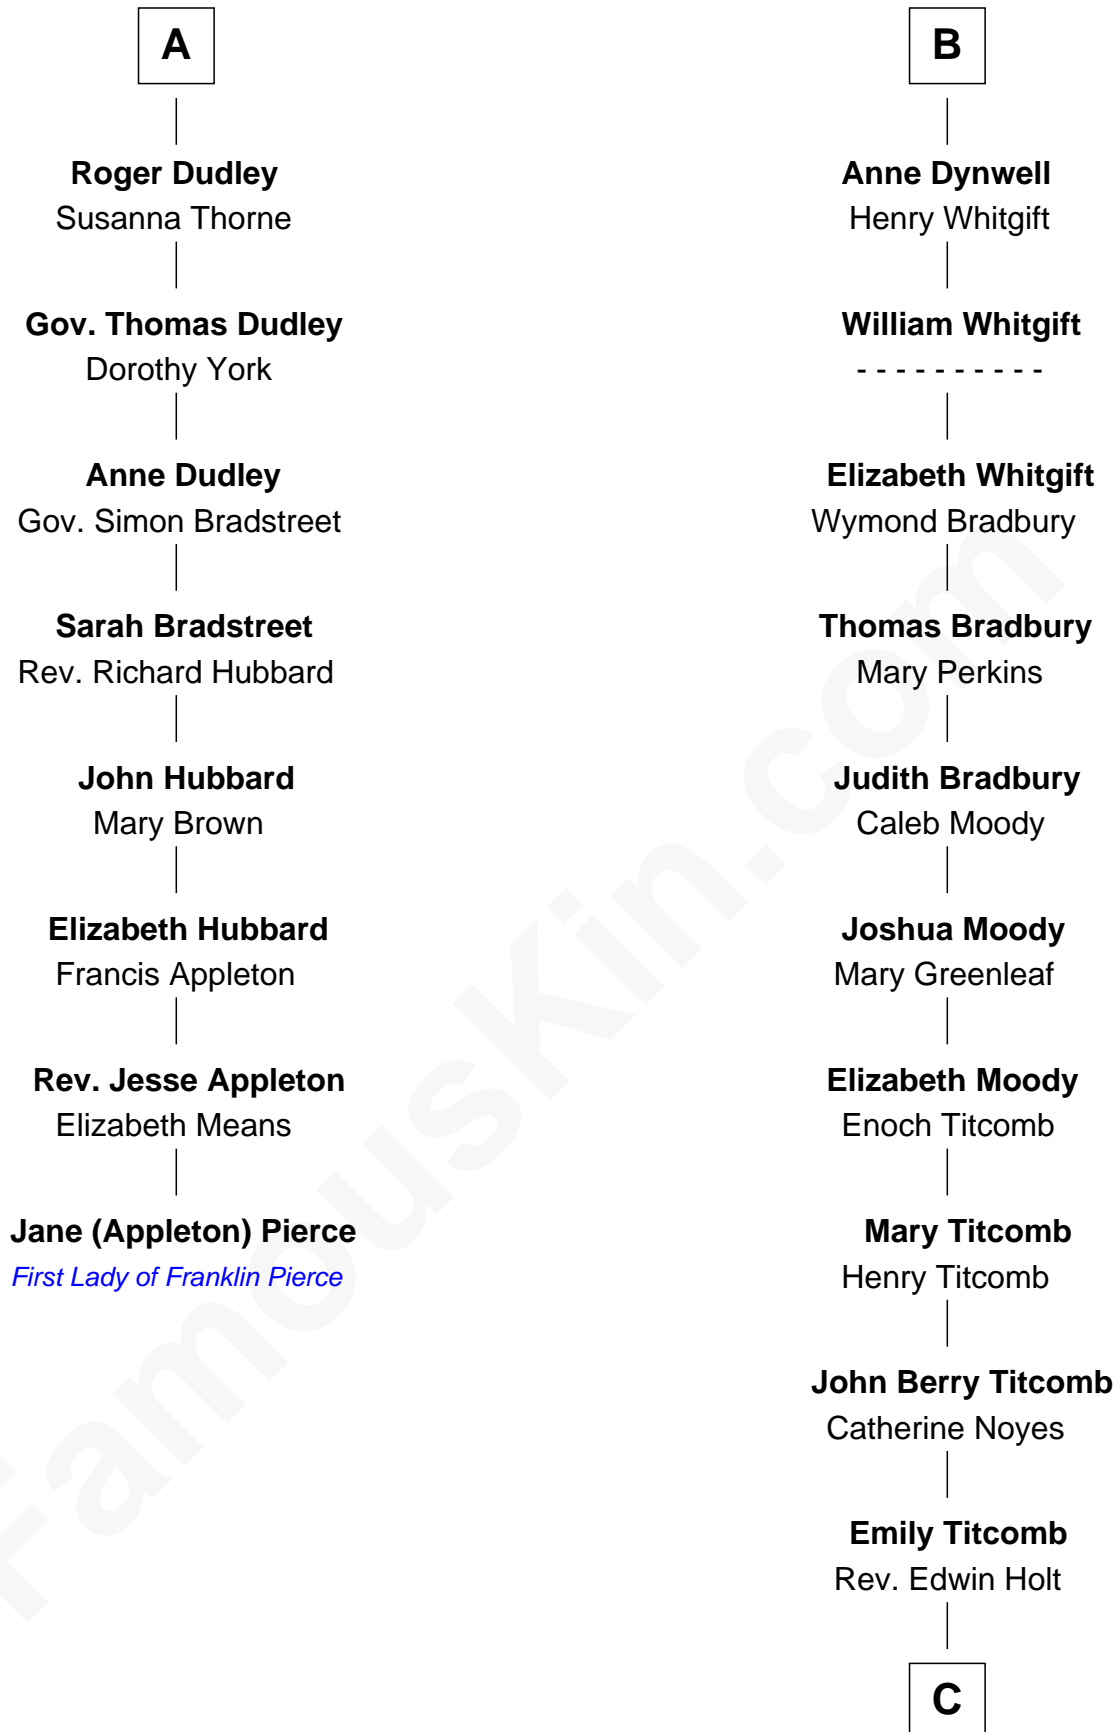 A
Roger Dudley
Susanna Thorne
Gov. Thomas Dudley
Dorothy York
Anne Dudley
Gov. Simon Bradstreet
Sarah Bradstreet
Rev. Richard Hubbard
John Hubbard
Mary Brown
Elizabeth Hubbard
Francis Appleton
Rev. Jesse Appleton
Elizabeth Means
Jane (Appleton) Pierce
First Lady of Franklin Pierce
B
Anne Dynwell
Henry Whitgift
William Whitgift
- - - - - - - - - -
Elizabeth Whitgift
Wymond Bradbury
Thomas Bradbury
Mary Perkins
Judith Bradbury
Caleb Moody
Joshua Moody
Mary Greenleaf
Elizabeth Moody
Enoch Titcomb
Mary Titcomb
Henry Titcomb
John Berry Titcomb
Catherine Noyes
Emily Titcomb
Rev. Edwin Holt
C
FamousKin.com